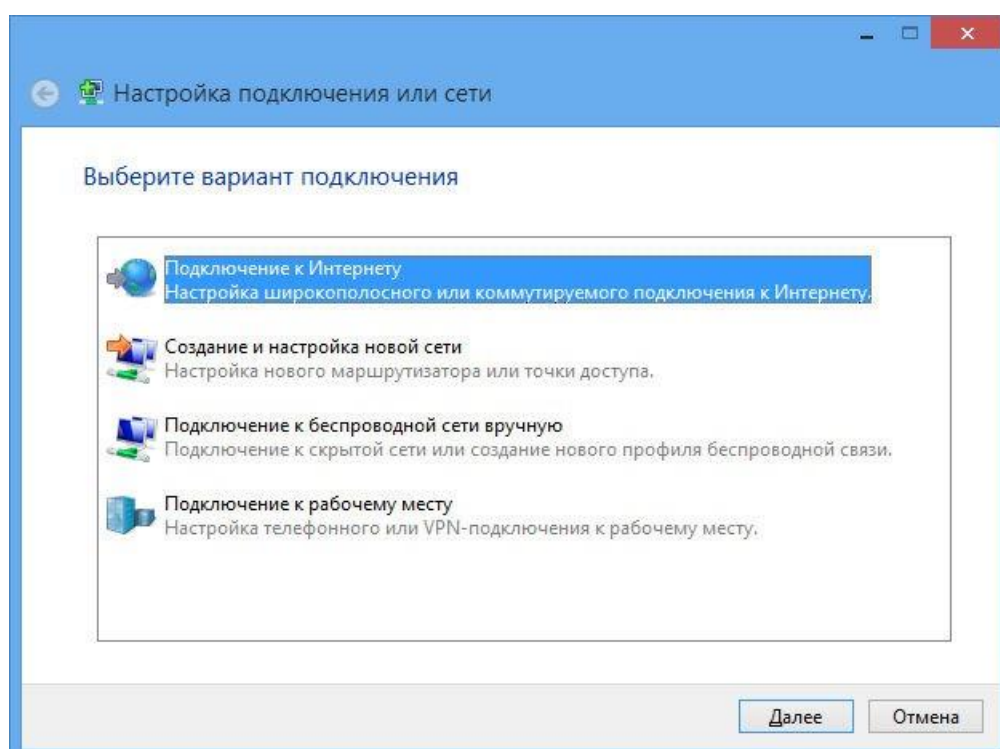 Настройка подключения или сети
Выберите вариант подключения
Подключение к Интернету
Настройка широкополосного или коммутируемого подключения к Интернету.
Создание и настройка новой сети
Настройка нового маршрутизатора или точки доступа.
Подключение к беспроводной сети вручную
Подключение к скрытой сети или создание нового профиля беспроводной связи.
Подключение к рабочему месту
Настройка телефонного или VPN-подключения к рабочему месту.
Далее Отмена